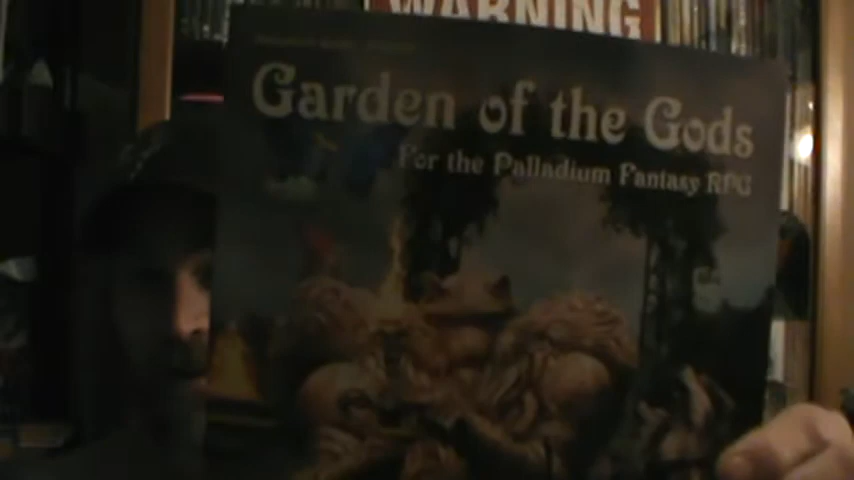 WARNING
Garden of the Gods
For the Palladium Fantasy RPG